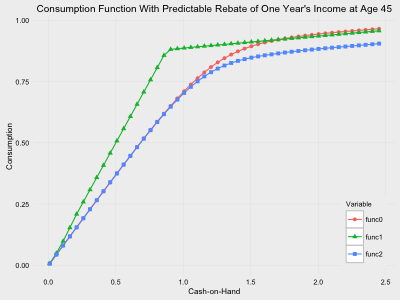 Consumption Function With Predictable Rebate of One Year's Income at Age 45
1.00
0.75
0.50
0.25
0.00
Consumption
0.0 0.5 1.0 1.5 2.0 2.5
Cash-on-Hand
Variable
func0
func1
func2